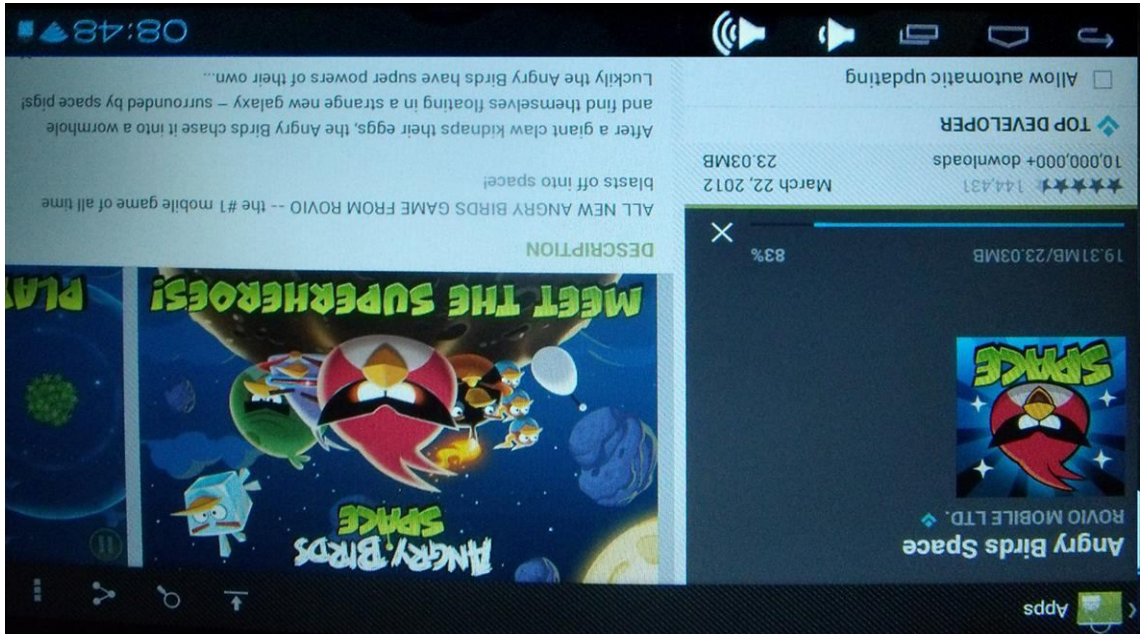 Apps
Angry Birds Space
ROVIO MOBILE LTD.
SPACE
19.31MB/23.03MB
83%
144,431
March 22, 2012
10,000,000+ downloads
23.03MB
TOP DEVELOPER
Allow automatic updating
ANGRY BIRDS
SPACE
MEET THE SUPERHEROES!
PLA
DESCRIPTION
ALL NEW ANGRY BIRDS GAME FROM ROVIO -- the #1 mobile game of all time
blasts off into space!
After a giant claw kidnaps their eggs, the Angry Birds chase it into a wormhole
and find themselves floating in a strange new galaxy – surrounded by space pigs!
Luckily the Angry Birds have super powers of their own...
08:48